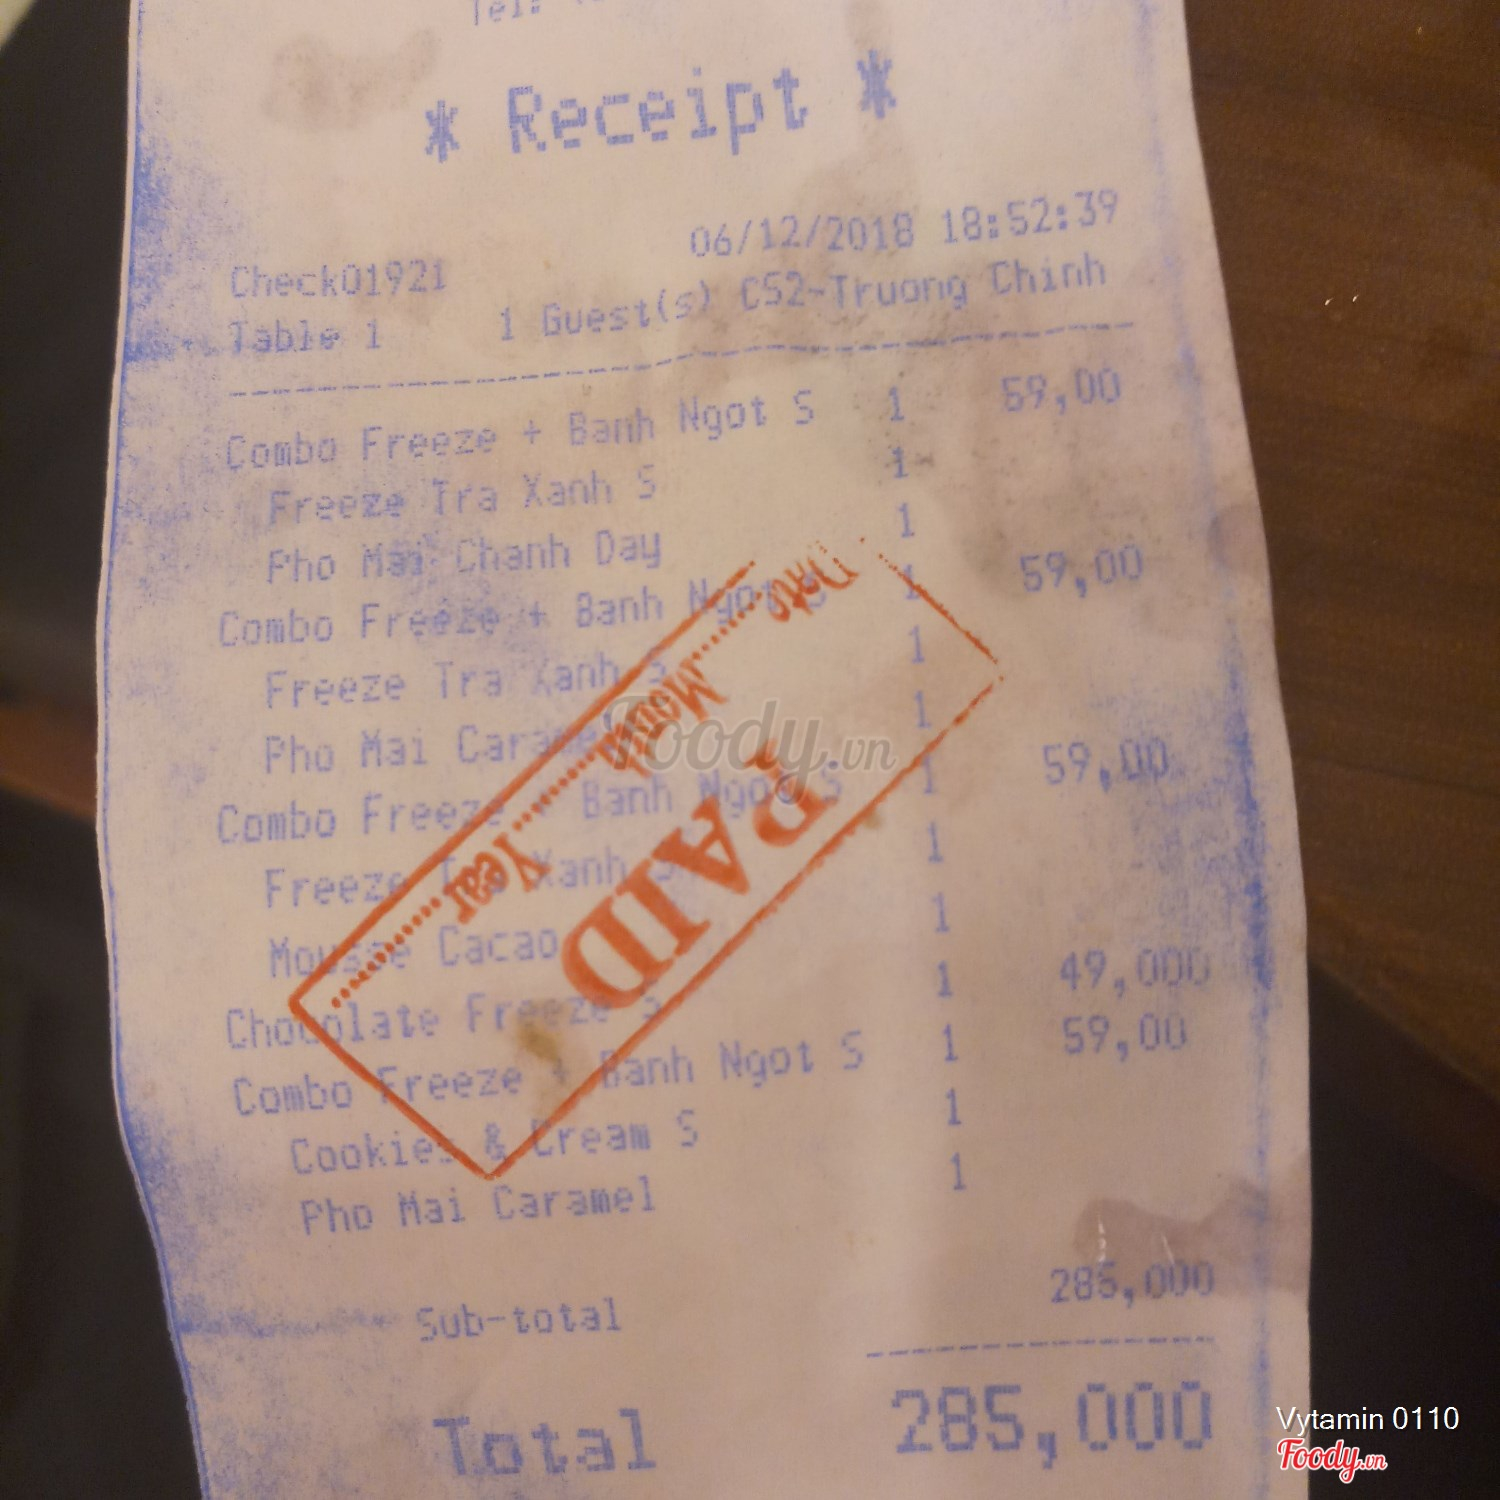 Tel:
* Receipt *
06/12/2018 18:52:39
Check01921
Table 1 1 Guest(s) CS2-Truong Chinh
Combo Freeze + Banh Ngot S 1 59,00
Freeze Tra Xanh S 1
Pho Mai Chanh Day 1
Combo Freeze + Banh Ngot S 1 59,00
Freeze Tra Xanh S 1
Pho Mai Caramel 1
Combo Freeze + Banh Ngot S 1 59,00
Freeze Tra Xanh S 1
Mousse Cacao 1
Chocolate Freeze S 1 49,000
Combo Freeze + Banh Ngot S 1 59,00
Cookies & Cream S 1
Pho Mai Caramel 1
Sub-total 285,000
Total 285,000
PAID
Date Month Year
Foody.vn
Vytamin 0110
Foody.vn